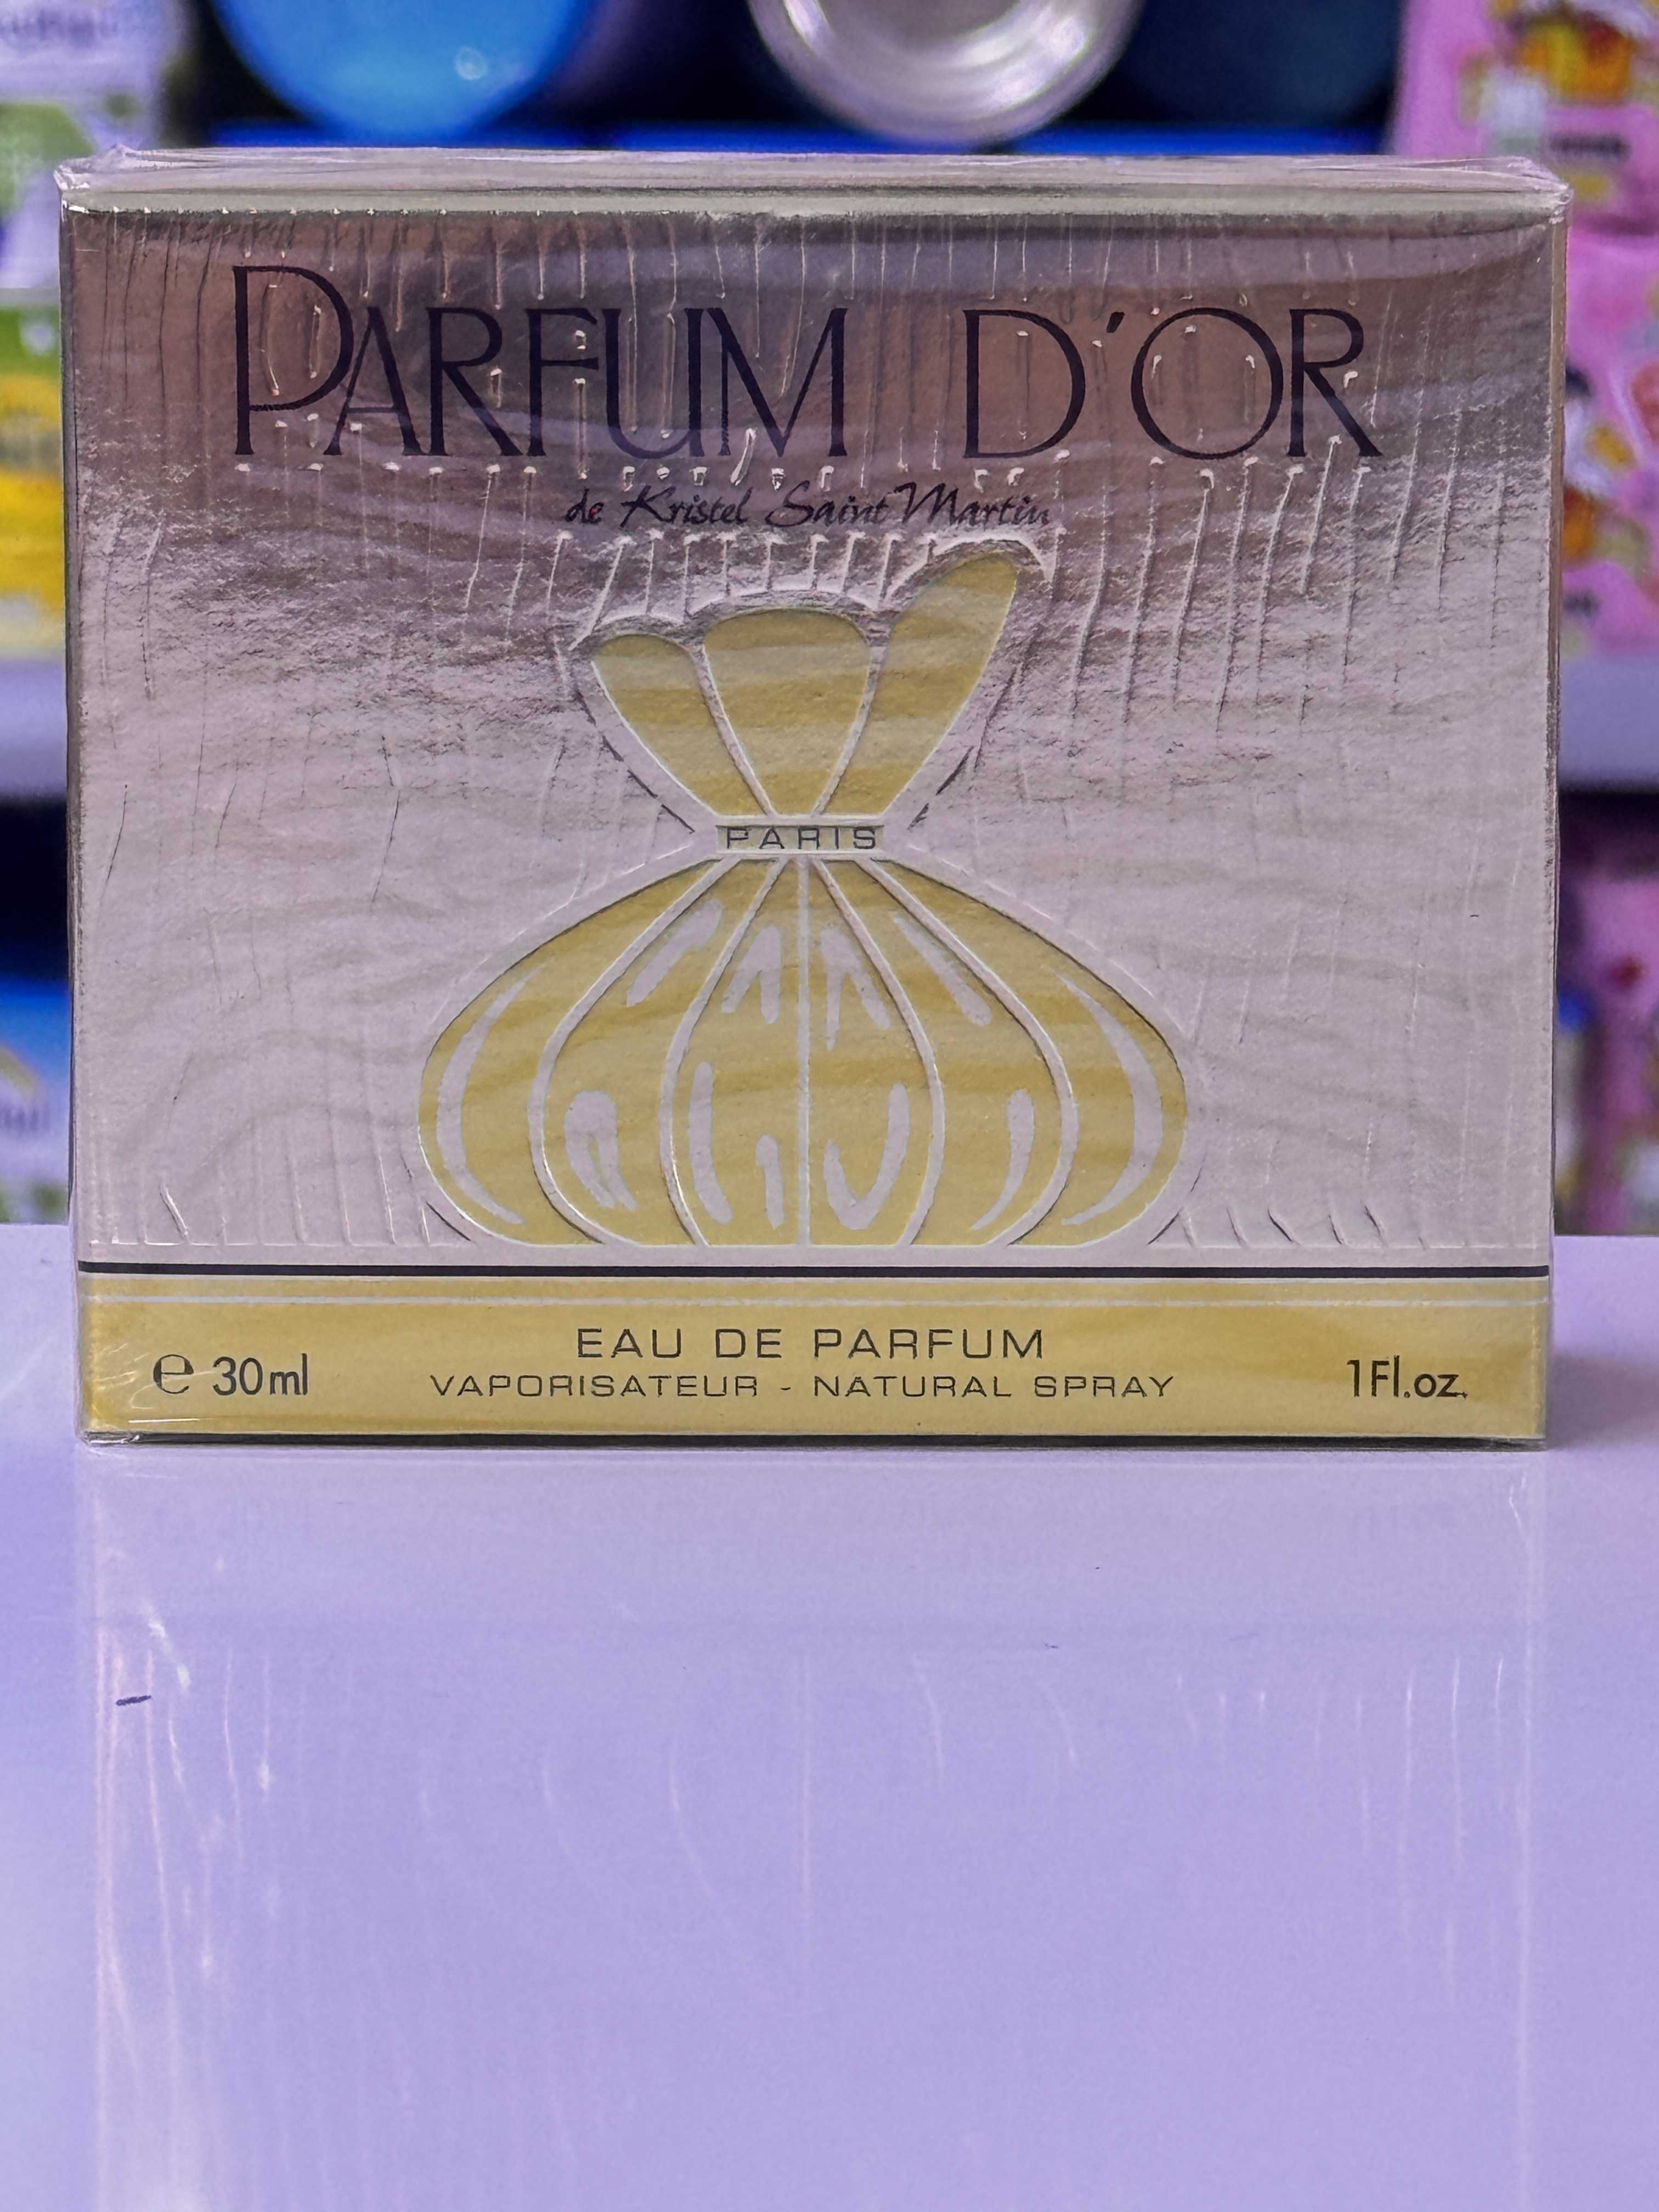 PARFUM D'OR
de Kristel Saint Martin
PARIS
EAU DE PARFUM
℮ 30ml
VAPORISATEUR - NATURAL SPRAY
1Fl.oz.